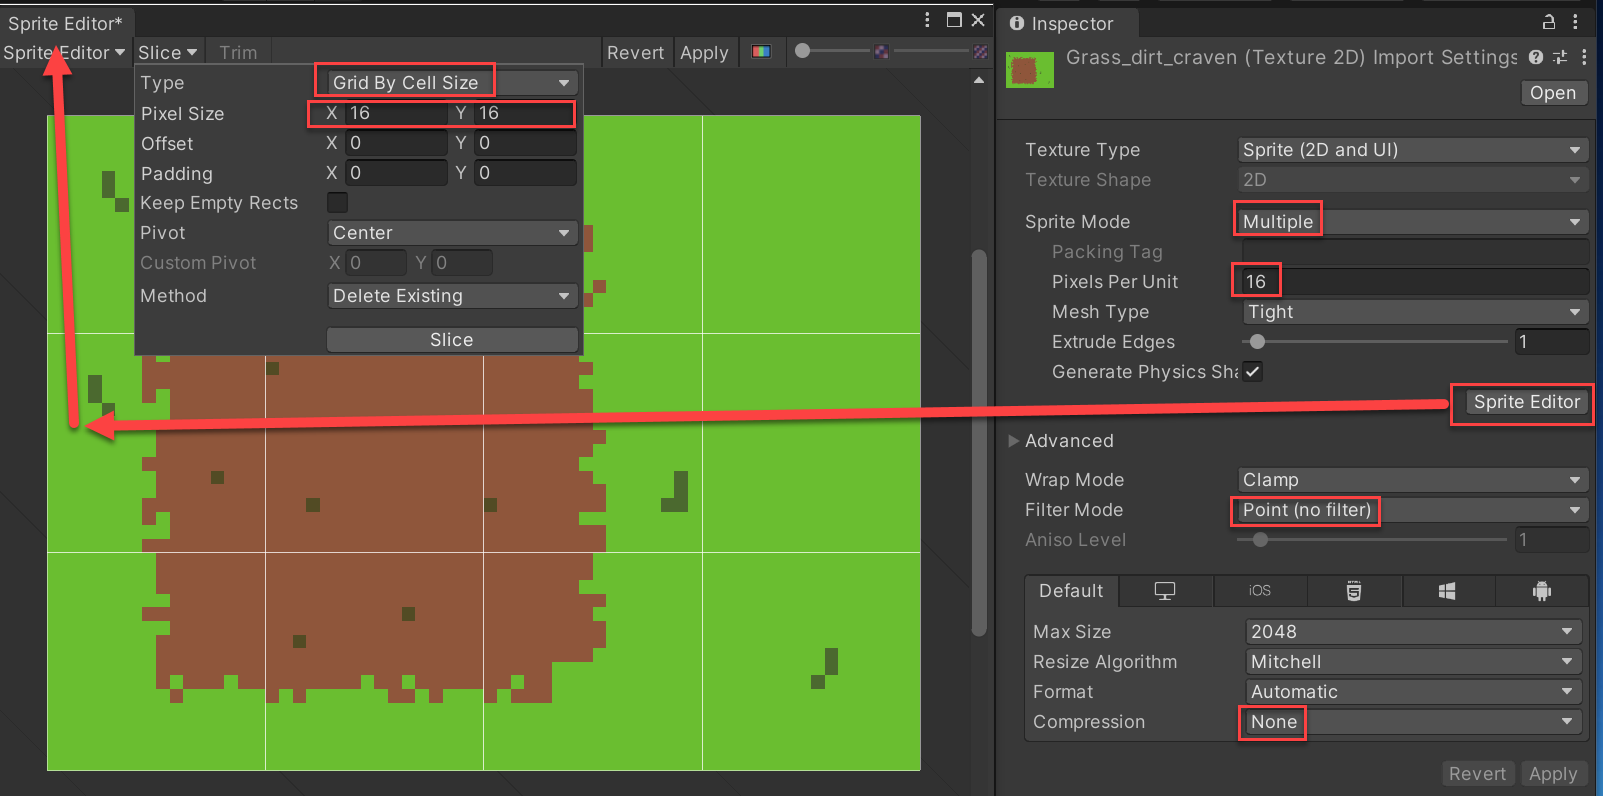 Sprite Editor*
Sprite Editor Slice Trim Revert Apply
Type Grid By Cell Size
Pixel Size X 16 Y 16
Offset X 0 Y 0
Padding X 0 Y 0
Keep Empty Rects
Pivot Center
Custom Pivot X 0 Y 0
Method Delete Existing
Slice
Inspector
Grass_dirt_craven (Texture 2D) Import Settings
Open
Texture Type Sprite (2D and UI)
Texture Shape 2D
Sprite Mode Multiple
Packing Tag
Pixels Per Unit 16
Mesh Type Tight
Extrude Edges 1
Generate Physics Sha
Sprite Editor
Advanced
Wrap Mode Clamp
Filter Mode Point (no filter)
Aniso Level 1
Default iOS HTML 5
Max Size 2048
Resize Algorithm Mitchell
Format Automatic
Compression None
Revert Apply